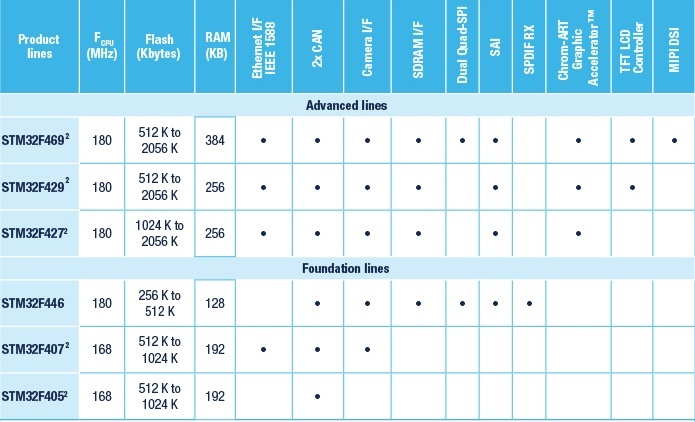 Product lines F CPU (MHz) Flash (Kbytes) RAM (KB) Ethernet I/F IEEE 1588 2x CAN Camera I/F SDRAM I/F Dual Quad-SPI SAI SPDIF RX Chrom-ART Graphic Accelerator™ TFT LCD Controller MIPI DSI
Advanced lines
STM32F469² 180 512 K to 2056 K 384 • • • • • • • • •
STM32F429² 180 512 K to 2056 K 256 • • • • • • •
STM32F427² 180 1024 K to 2056 K 256 • • • • • •
Foundation lines
STM32F446 180 256 K to 512 K 128 • • • • • •
STM32F407² 168 512 K to 1024 K 192 • • •
STM32F405² 168 512 K to 1024 K 192 •